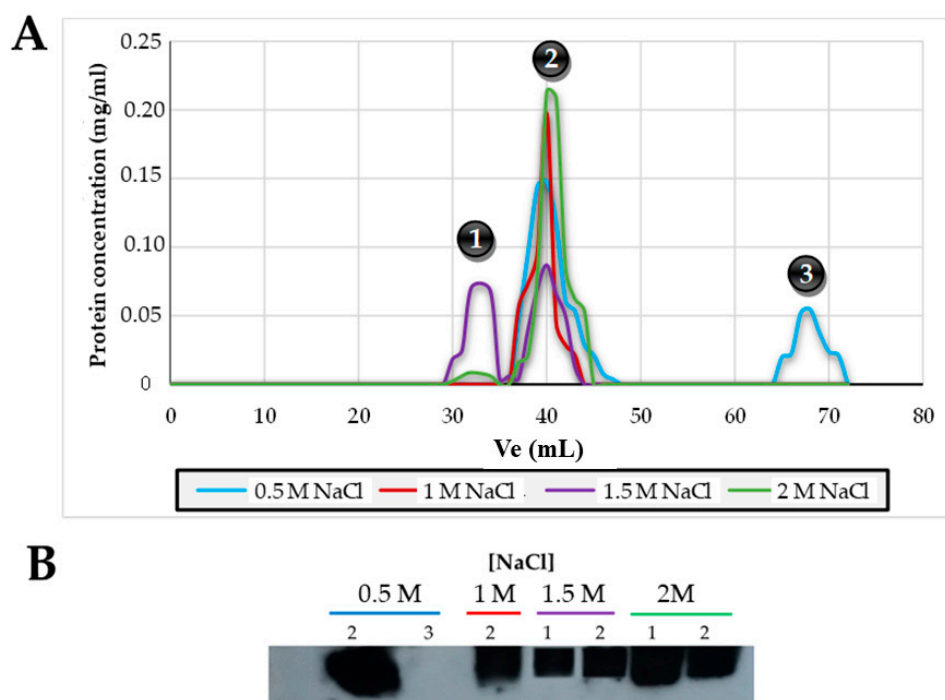 A
Protein concentration (mg/ml)
0.25
0.20
0.15
0.10
0.05
0
1
2
3
0 10 20 30 40 50 60 70 80
Ve (mL)
0.5 M NaCl 1 M NaCl 1.5M NaCl 2 M NaCl
B
[NaCl]
0.5 M 1 M 1.5 M 2M
2 3 2 1 2 1 2